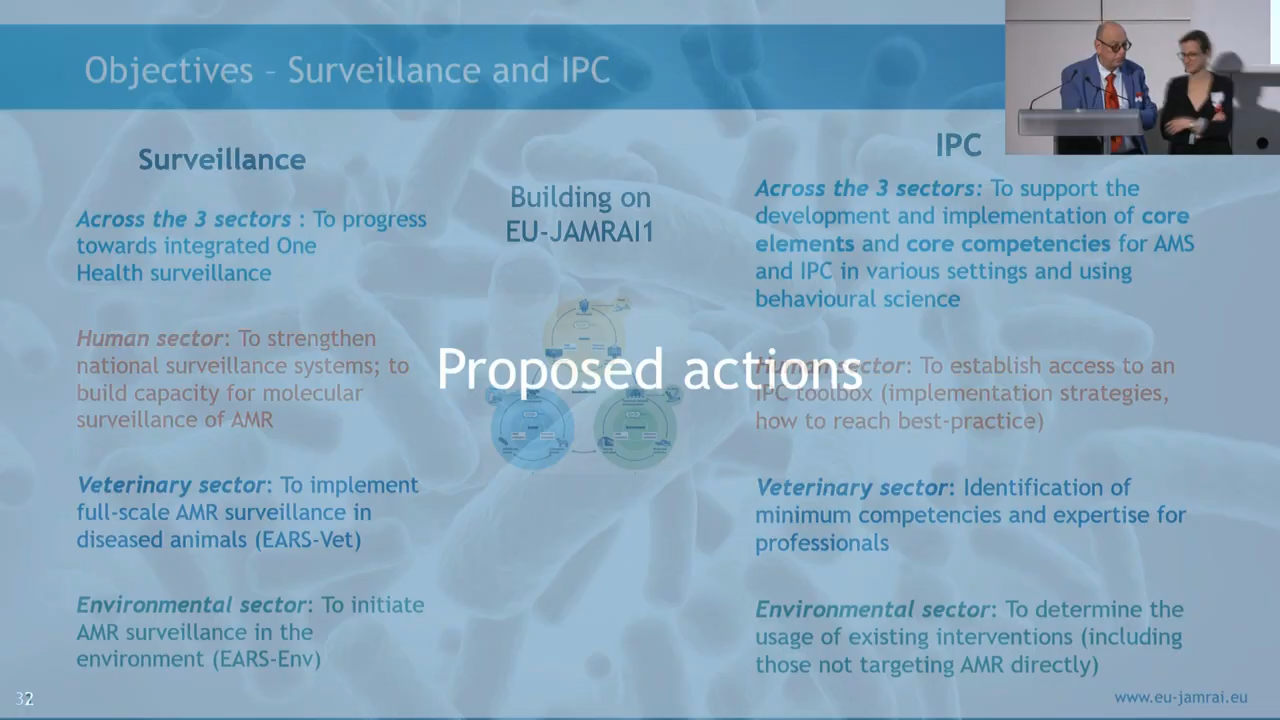 Objectives – Surveillance and IPC
Surveillance
Across the 3 sectors : To progress
towards integrated One
Health surveillance
Human sector: To strengthen
national surveillance systems; to
build capacity for molecular
surveillance of AMR
Veterinary sector: To implement
full-scale AMR surveillance in
diseased animals (EARS-Vet)
Environmental sector: To initiate
AMR surveillance in the
environment (EARS-Env)
Building on
EU-JAMRAI1
Proposed actions
IPC
Across the 3 sectors: To support the
development and implementation of core
elements and core competencies for AMS
and IPC in various settings and using
behavioural science
Human sector: To establish access to an
IPC toolbox (implementation strategies,
how to reach best-practice)
Veterinary sector: Identification of
minimum competencies and expertise for
professionals
Environmental sector: To determine the
usage of existing interventions (including
those not targeting AMR directly)
32
www.eu-jamrai.eu